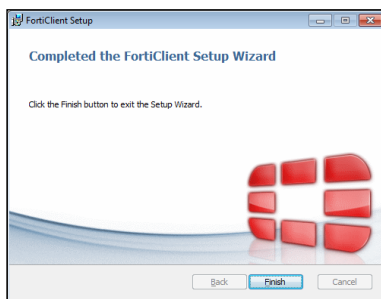 FortiClient Setup
Completed the FortiClient Setup Wizard
Click the Finish button to exit the Setup Wizard.
Back
Finish
Cancel